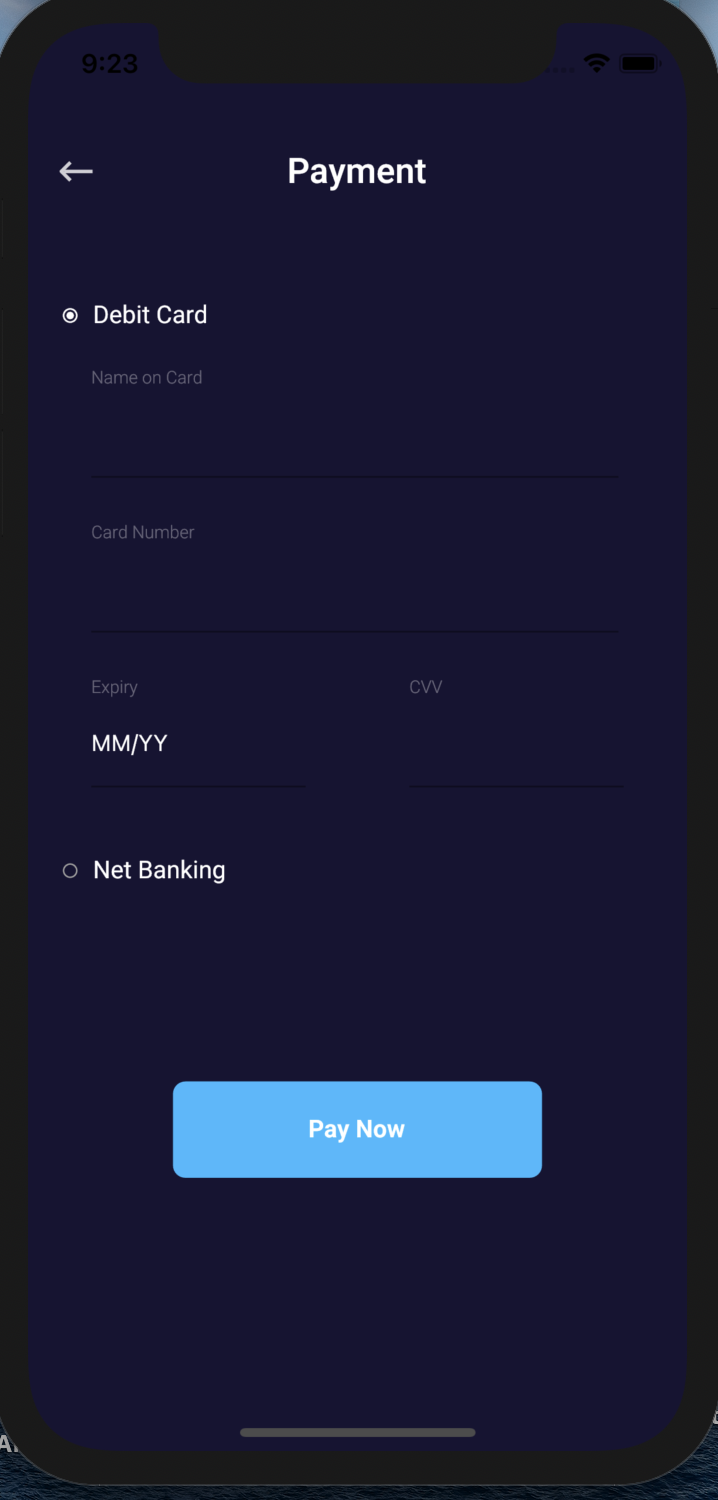 9:23
Payment
Debit Card
Name on Card
Card Number
Expiry
CVV
MM/YY
Net Banking
Pay Now